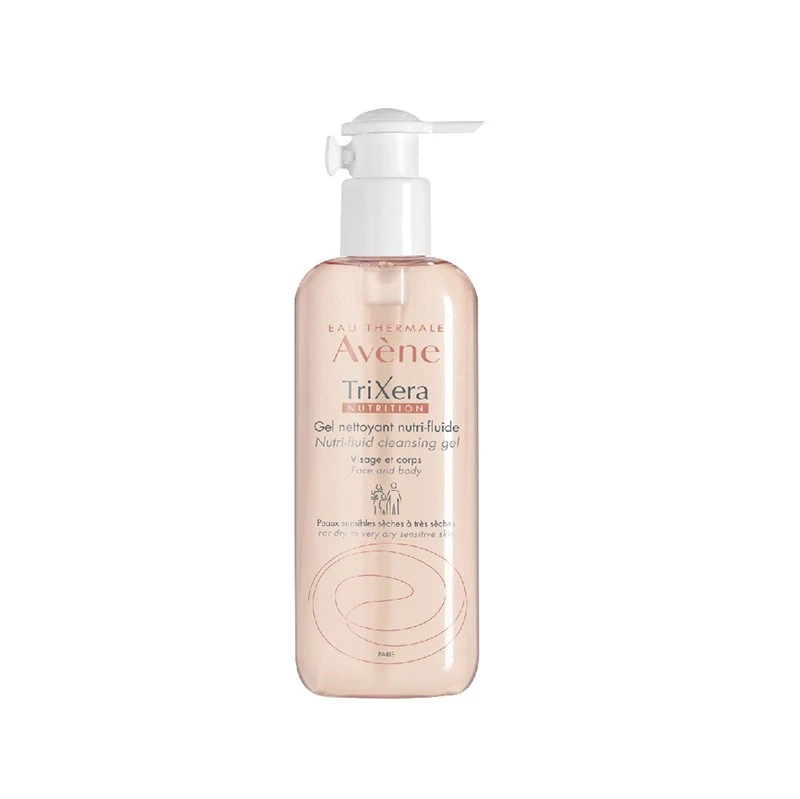 EAU THERMALE
Avène
TriXera
NUTRITION
Gel nettoyant nutri-fluide
Nutri-fluid cleansing gel
Visage et corps
Face and body
Peaux sensibles sèches à très sèches
For dry to very dry sensitive skin
PARIS